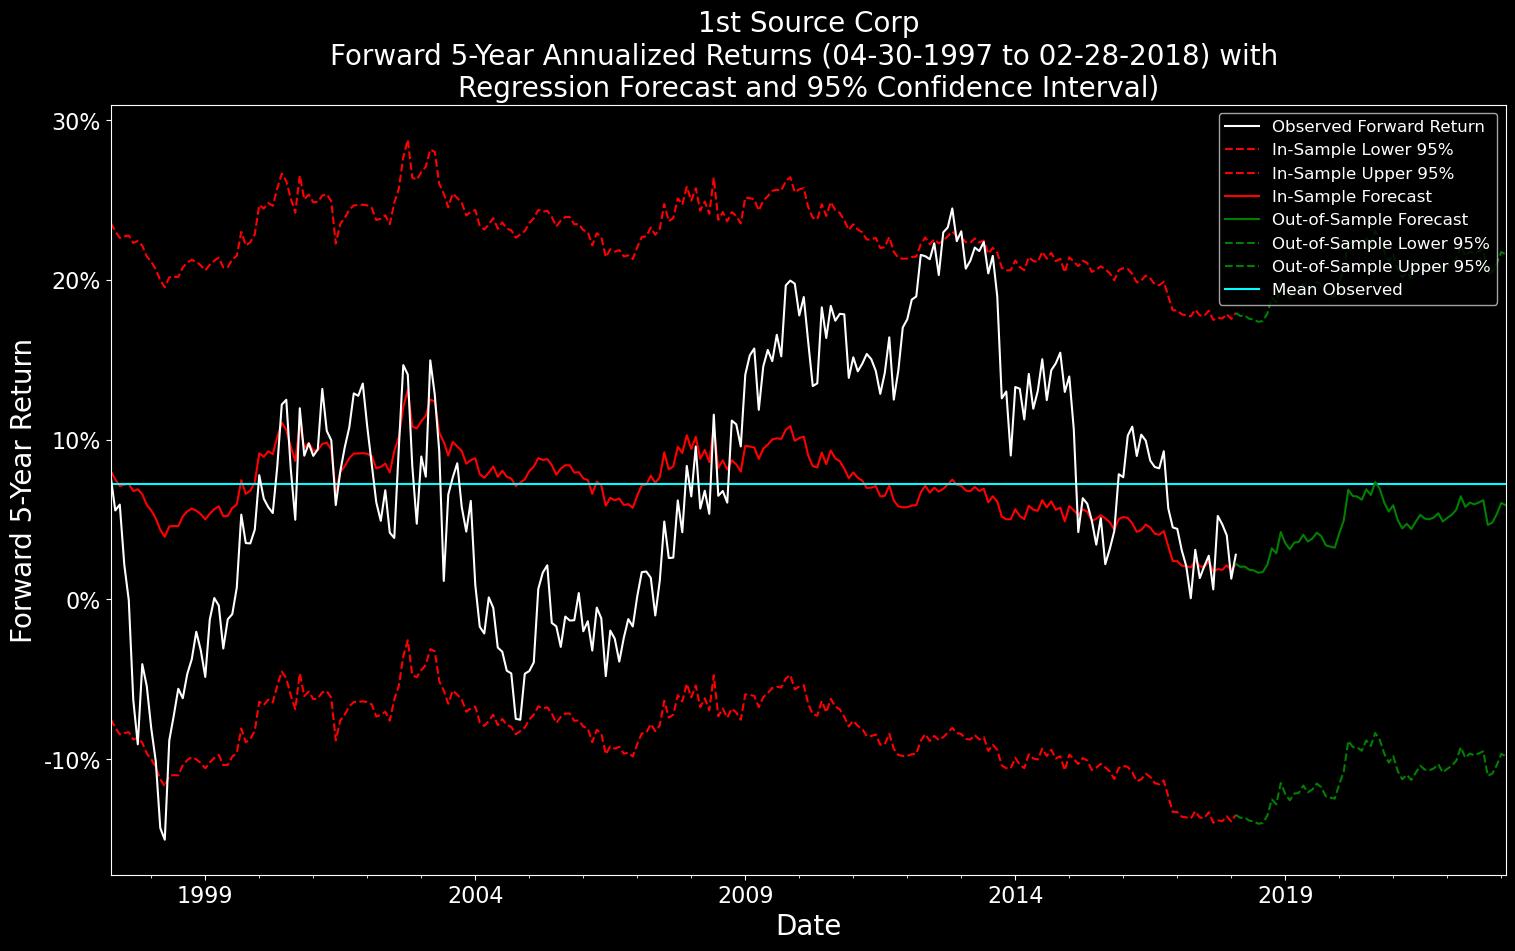 1st Source Corp
Forward 5-Year Annualized Returns (04-30-1997 to 02-28-2018) with
Regression Forecast and 95% Confidence Interval)
Forward 5-Year Return
30%
20%
10%
0%
-10%
Observed Forward Return
In-Sample Lower 95%
In-Sample Upper 95%
In-Sample Forecast
Out-of-Sample Forecast
Out-of-Sample Lower 95%
Out-of-Sample Upper 95%
Mean Observed
1999
2004
2009
2014
2019
Date